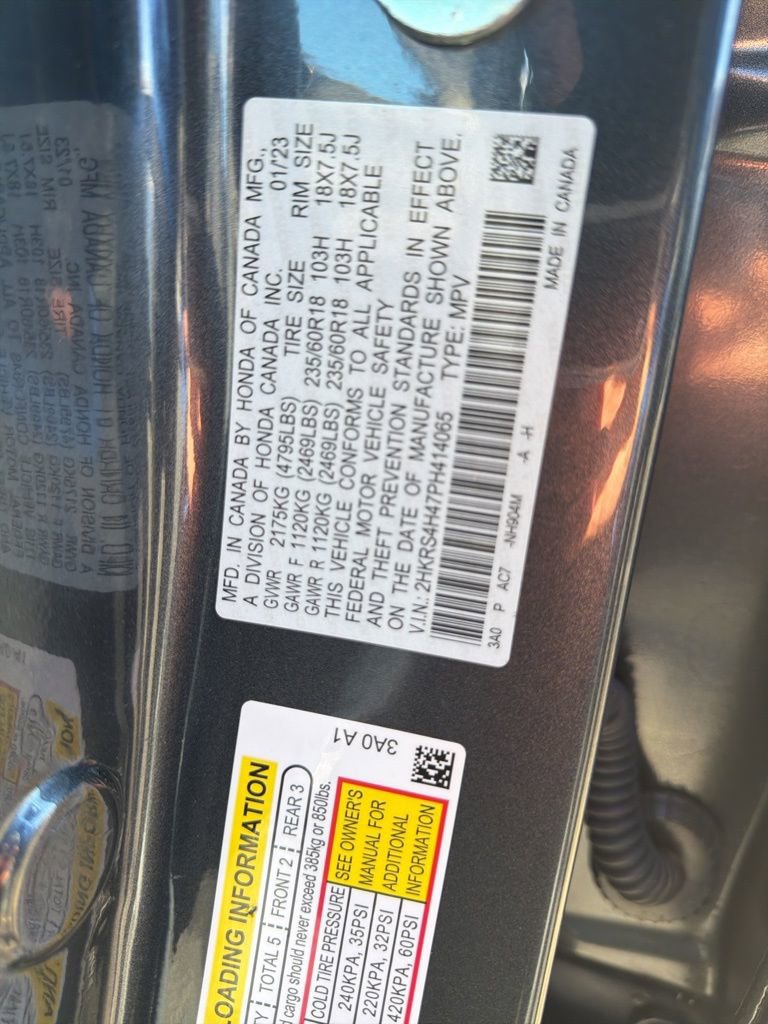 MFD. IN CANADA BY HONDA OF CANADA MFG.,
A DIVISION OF HONDA CANADA INC. 01/23
GVWR 2175KG (4795LBS) TIRE SIZE RIM SIZE
GAWR F 1120KG (2469LBS) 235/60R18 103H 18X7.5J
GAWR R 1120KG (2469LBS) 235/60R18 103H 18X7.5J
THIS VEHICLE CONFORMS TO ALL APPLICABLE
FEDERAL MOTOR VEHICLE SAFETY
AND THEFT PREVENTION STANDARDS IN EFFECT
ON THE DATE OF MANUFACTURE SHOWN ABOVE.
V.I.N. 2HKRS4H47PH414065 TYPE: MPV
3A0 P AC7 -NH904M -A -H
MADE IN CANADA
3A0 A1
LOADING INFORMATION
TOTAL 5 FRONT 2 REAR 3
cargo should never exceed 385kg or 850lbs.
COLD TIRE PRESSURE SEE OWNER'S
240KPA, 35PSI MANUAL FOR
220KPA, 32PSI ADDITIONAL
420KPA, 60PSI INFORMATION